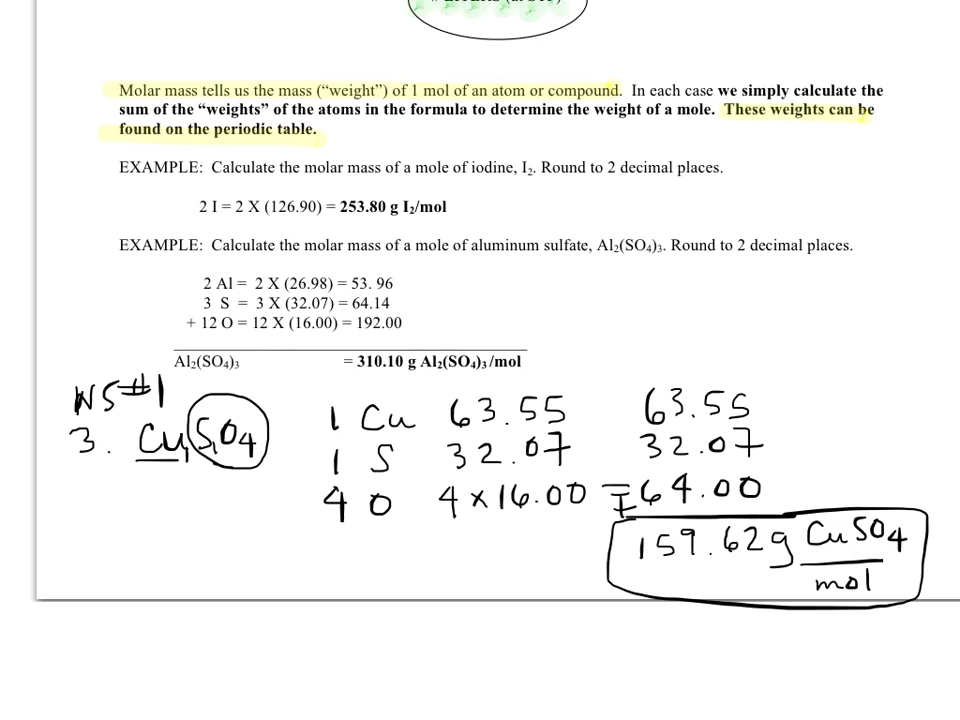 Molar mass tells us the mass (“weight”) of 1 mol of an atom or compound. In each case we simply calculate the
sum of the “weights” of the atoms in the formula to determine the weight of a mole. These weights can be
found on the periodic table.
EXAMPLE: Calculate the molar mass of a mole of iodine, I₂. Round to 2 decimal places.
2 I = 2 X (126.90) = 253.80 g I₂/mol
EXAMPLE: Calculate the molar mass of a mole of aluminum sulfate, Al₂(SO₄)₃. Round to 2 decimal places.
2 Al = 2 X (26.98) = 53. 96
3 S = 3 X (32.07) = 64.14
+ 12 O = 12 X (16.00) = 192.00
Al₂(SO₄)₃ = 310.10 g Al₂(SO₄)₃ /mol
WS#1
3. Cu₁S₁O4
1 Cu 63.55 63.55
1 S 32.07 32.07
4 O 4 x 16.00 = + 64.00
159.62g CuSO4
mol